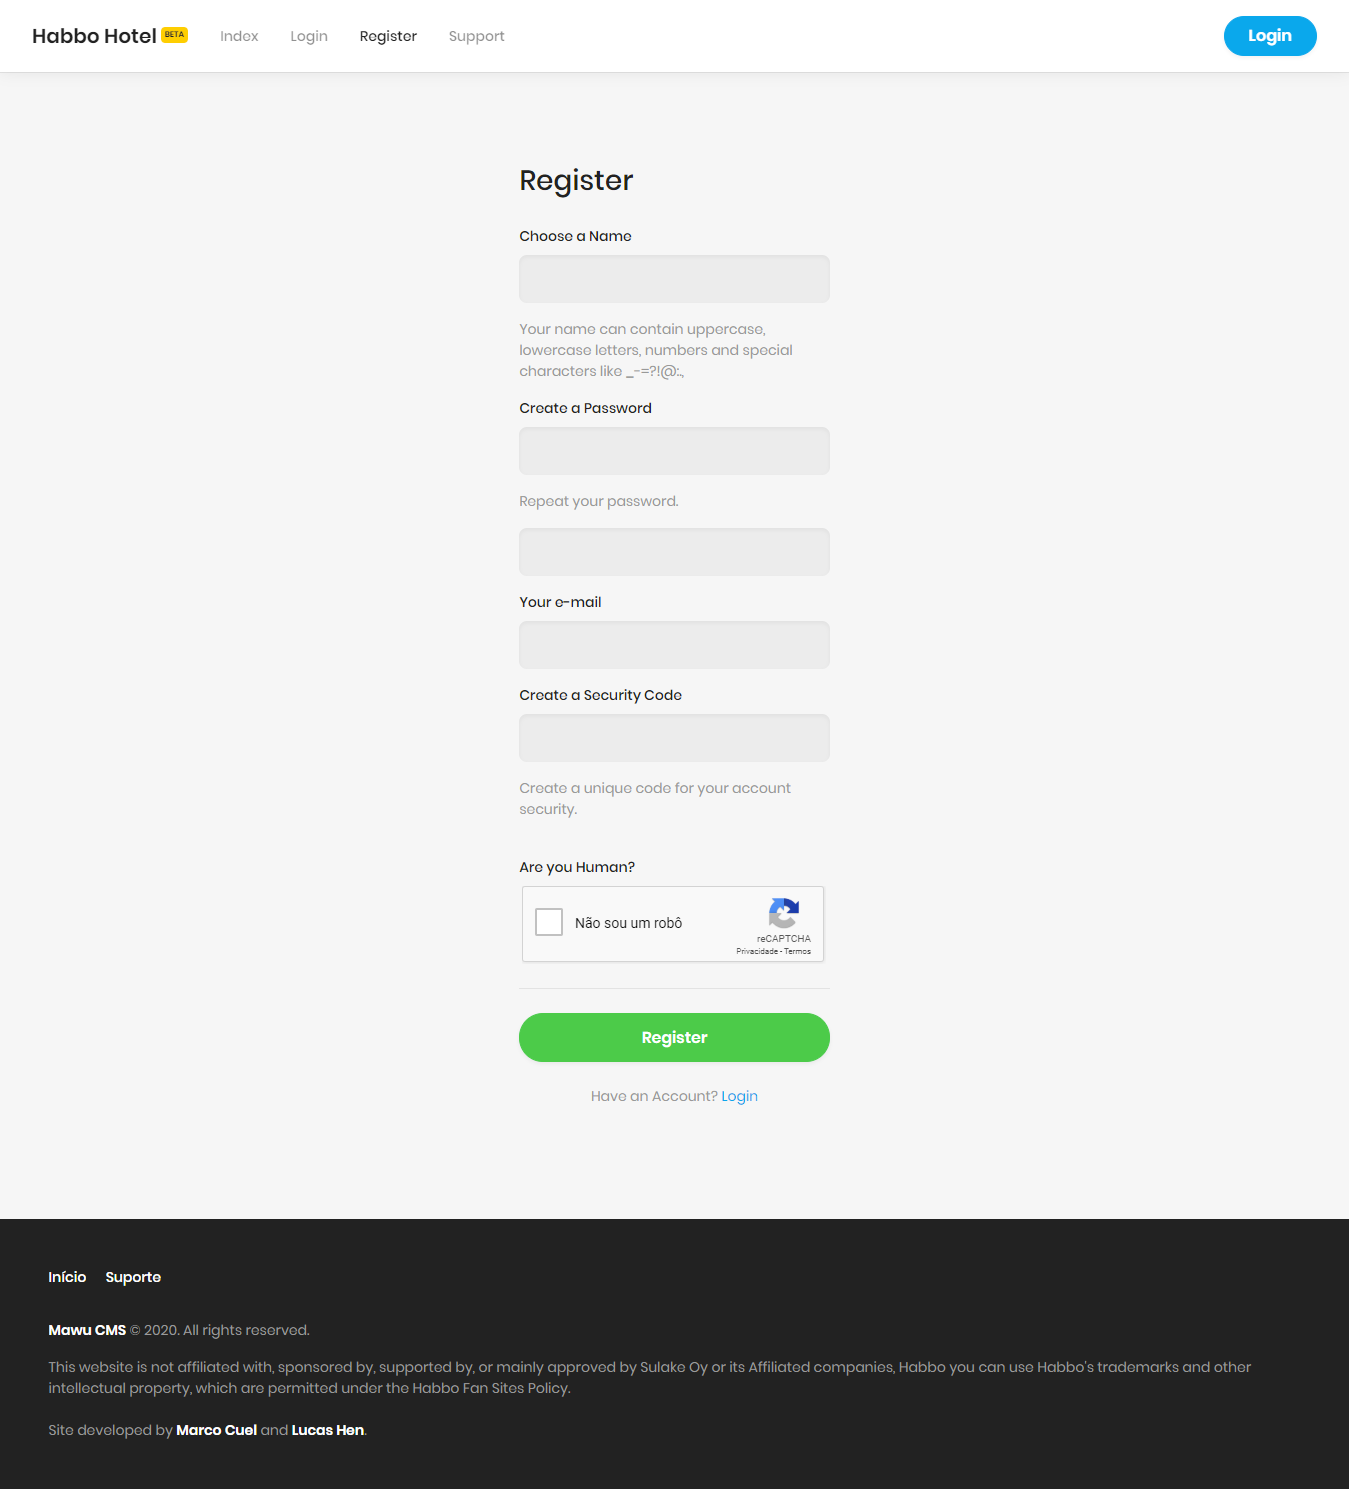 Habbo Hotel BETA Index Login Register Support Login
Register
Choose a Name
Your name can contain uppercase,
lowercase letters, numbers and special
characters like _-=?!@:.,
Create a Password
Repeat your password.
Your e-mail
Create a Security Code
Create a unique code for your account
security.
Are you Human?
Não sou um robô
reCAPTCHA
Privacidade - Termos
Register
Have an Account? Login
Início Suporte
Mawu CMS © 2020. All rights reserved.
This website is not affiliated with, sponsored by, supported by, or mainly approved by Sulake Oy or its Affiliated companies, Habbo you can use Habbo's trademarks and other
intellectual property, which are permitted under the Habbo Fan Sites Policy.
Site developed by Marco Cuel and Lucas Hen.